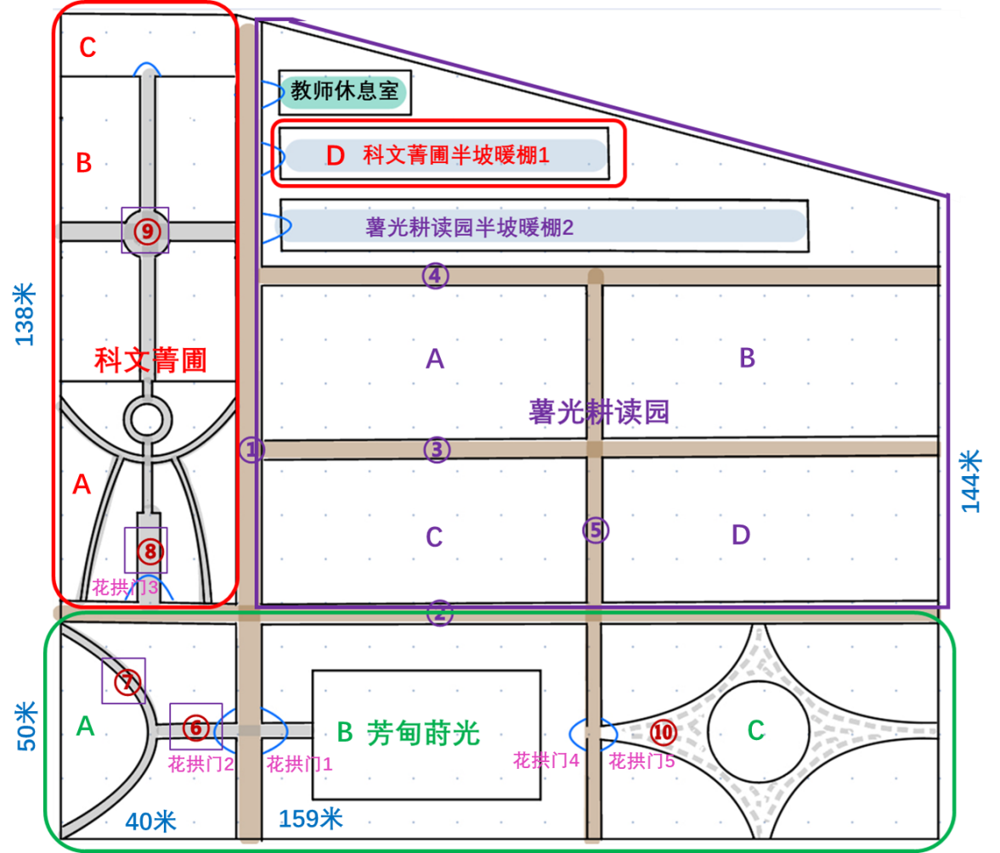 C
教师休息室
B
D 科文菁圃半坡暖棚1
⑨
薯光耕读园半坡暖棚2
④
138米
科文菁圃
A
B
薯光耕读园
①
③
144米
A
⑤
C
D
⑧
花拱门3
②
⑦
50米
A
⑥
B 芳甸莳光
⑩
C
花拱门2
花拱门1
花拱门4
花拱门5
40米
159米